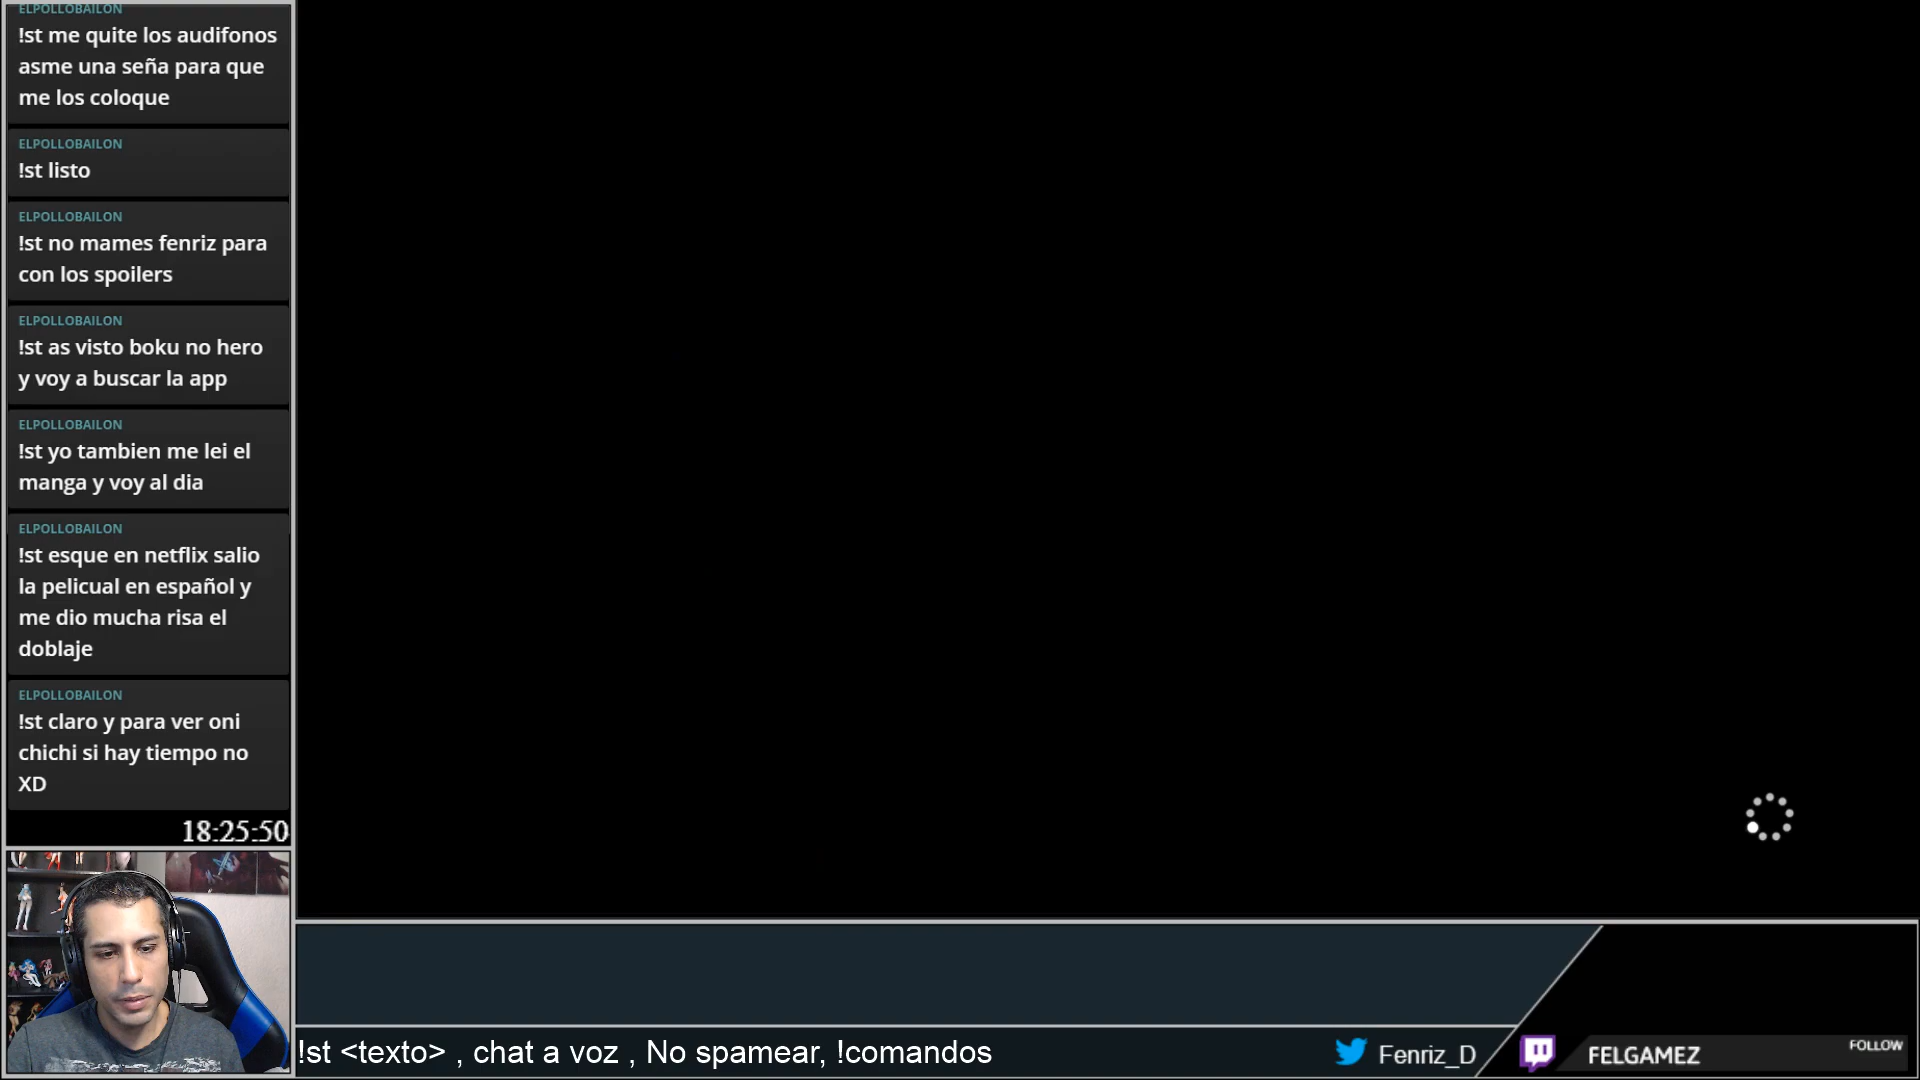 ELPOLLOBAILON
!st me quite los audifonos
asme una seña para que
me los coloque
ELPOLLOBAILON
!st listo
ELPOLLOBAILON
!st no mames fenriz para
con los spoilers
ELPOLLOBAILON
!st as visto boku no hero
y voy a buscar la app
ELPOLLOBAILON
!st yo tambien me lei el
manga y voy al dia
ELPOLLOBAILON
!st esque en netflix salio
la pelicual en español y
me dio mucha risa el
doblaje
ELPOLLOBAILON
!st claro y para ver oni
chichi si hay tiempo no
XD
18:25:50
!st <texto> , chat a voz , No spamear, !comandos
Fenriz_D
FELGAMEZ
FOLLOW